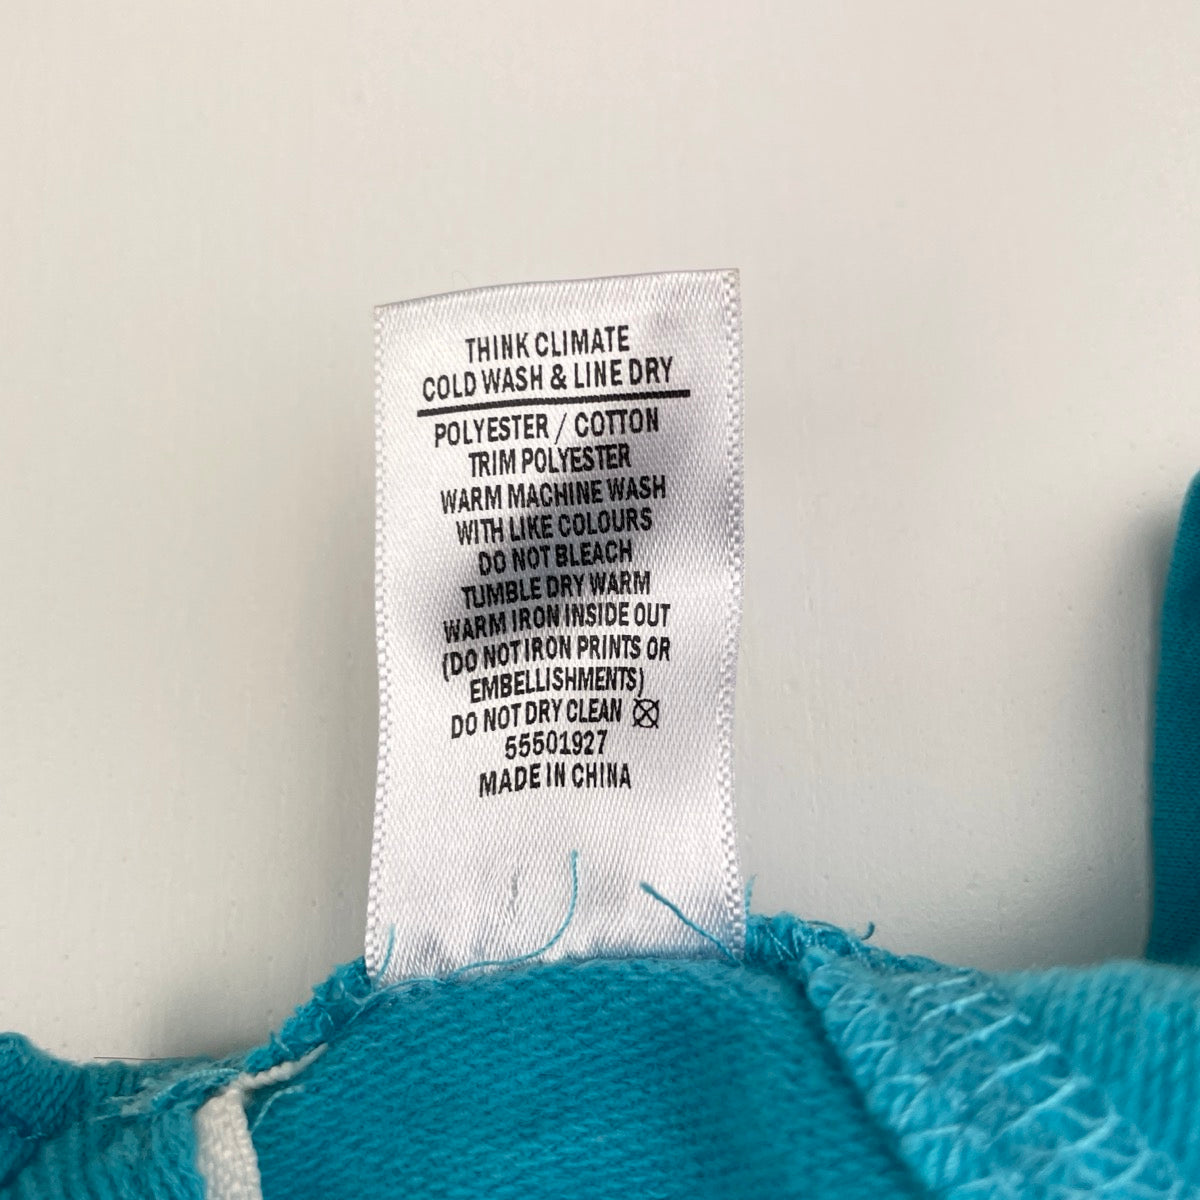 THINK CLIMATE
COLD WASH & LINE DRY
POLYESTER / COTTON
TRIM POLYESTER
WARM MACHINE WASH
WITH LIKE COLOURS
DO NOT BLEACH
TUMBLE DRY WARM
WARM IRON INSIDE OUT
(DO NOT IRON PRINTS OR
EMBELLISHMENTS)
DO NOT DRY CLEAN
55501927
MADE IN CHINA